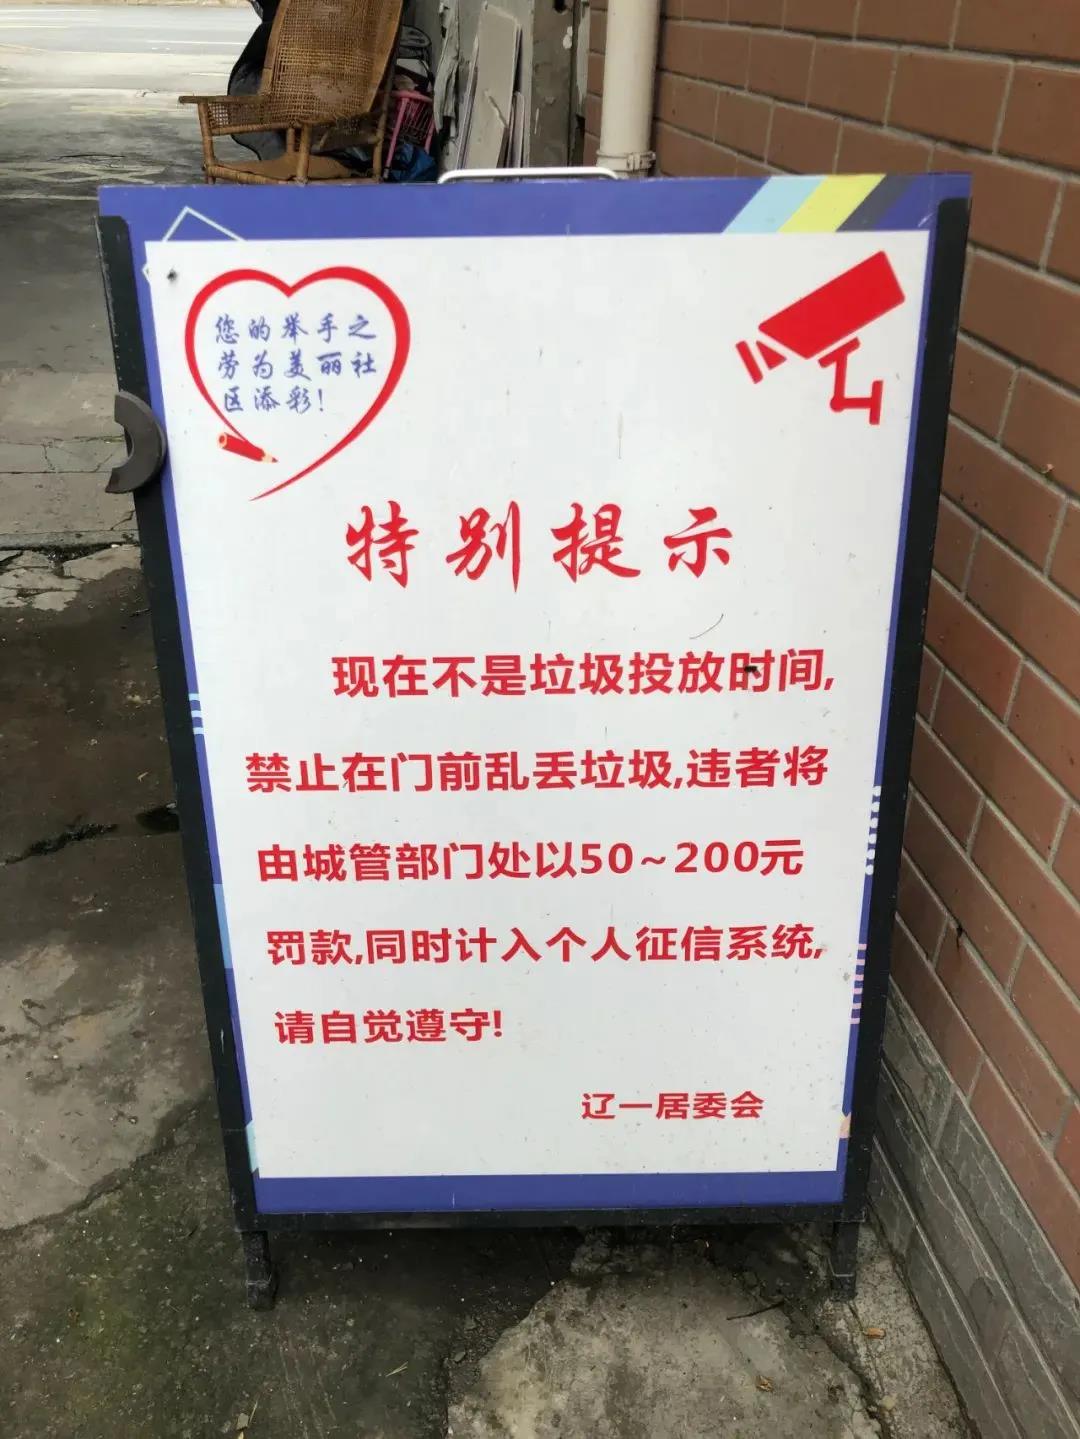 您的举手之
劳为美丽社
区添彩!
特别提示
现在不是垃圾投放时间,
禁止在门前乱丢垃圾,违者将
由城管部门处以50~200元
罚款,同时计入个人征信系统,
请自觉遵守!
辽一居委会